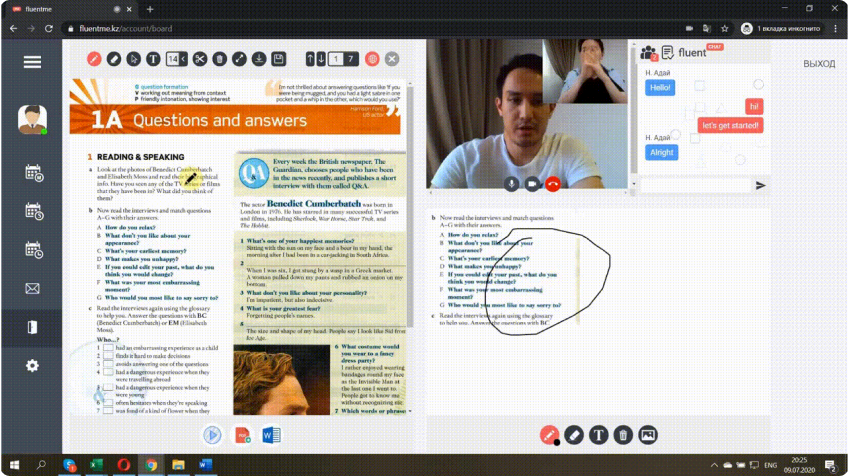 fluentme
fluentme.kz/account/board
1 вкладка инкогнито
14
1
7
G question formation
V working out meaning from context
P friendly intonation, showing interest
I'm not thrilled about answering questions like 'If you
were being mugged, and you had a light sabre in one
pocket and a whip in the other, which would you use?'
Harrison Ford,
1A Questions and answers
1 READING & SPEAKING
a Look at the photos of Benedict Cumberbatch
and Elisabeth Moss and read their biographical
info. Have you seen any of the TV series or films
that they have been in? What did you think of
them?
b Now read the interviews and match questions
A–G with their answers.
A How do you relax?
B What don't you like about your
appearance?
C What's your earliest memory?
D What makes you unhappy?
E If you could edit your past, what do
you think you would change?
F What was your most embarrassing
moment?
G Who would you most like to say sorry to?
c Read the interviews again using the glossary
to help you. Answer the questions with BC
(Benedict Cumberbatch) or EM (Elisabeth
Moss).
Who...?
1 had an embarrassing experience as a child
2 finds it hard to make decisions
3 avoids answering one of the questions
4 had a dangerous experience when they
were travelling abroad
5 had a dangerous experience when they
were young
6 often hesitates when they're speaking
7 was fond of a kind of flower when they
Q&A
Every week the British newspaper, The
Guardian, chooses people who have been
in the news recently, and publishes a short
interview with them called Q&A.
The actor Benedict Cumberbatch was born in
London in 1976. He has starred in many successful TV series
and films, including Sherlock, War Horse, Star Trek, and
The Hobbit.
1 What's one of your happiest memories?
Sitting with the sun on my face and a beer in my hand, the
morning after I had been in a car-jacking in South Africa.
2
When I was six, I got stung by a wasp in a Greek market.
A woman pulled down my pants and rubbed an onion on my
bottom.
3 What don't you like about your personality?
I'm impatient, but also indecisive.
4 What is your greatest fear?
Forgetting people's names.
5
The size and shape of my head. People say I look like Sid from
Ice Age.
6 What costume would
you wear to a fancy
dress party?
I rather enjoyed wearing
bandages round my face
as the Invisible Man at
the last one I went to.
People got to know me
without recognizing me.
7 Which words or phrases
b Now read the interviews and match questions
A–G with their answers.
A How do you relax?
B What don't you like about your
appearance?
C What's your earliest memory?
D What makes you unhappy?
E If you could edit your past, what do you
think you would change?
F What was your most embarrassing
moment?
G Who would you most like to say sorry to?
c Read the interviews again using the glossary
to help you. Answer the questions with BC
fluent
CHAT
ВЫХОД
Н. Адай
Hello!
hi!
let's get started!
Н. Адай
Alright
ENG
20:25
09.07.2020